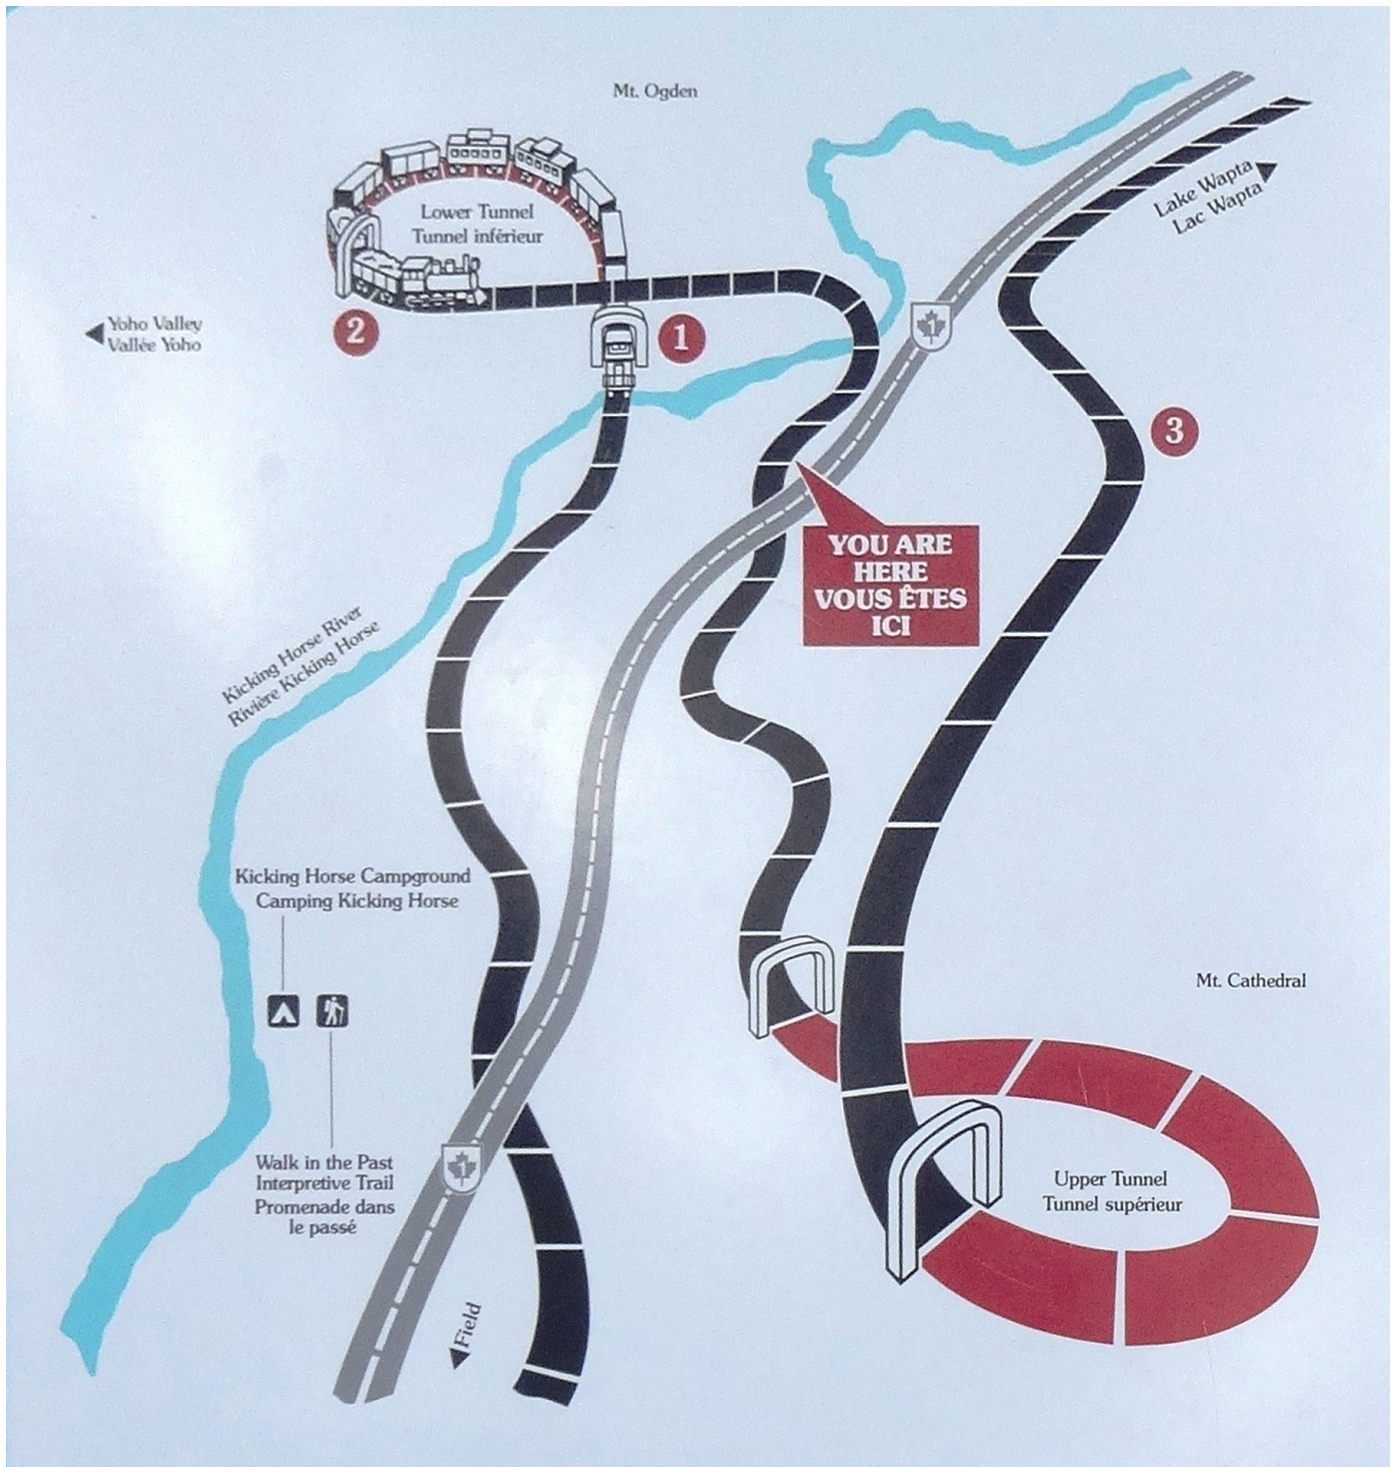 Mt. Ogden
Lower Tunnel
Tunnel inférieur
Lake Wapta
Lac Wapta
Yoho Valley
Vallée Yoho
2
1
1
3
YOU ARE
HERE
VOUS ÊTES
ICI
Kicking Horse River
Rivière Kicking Horse
Kicking Horse Campground
Camping Kicking Horse
Mt. Cathedral
Walk in the Past
Interpretive Trail
Promenade dans
le passé
1
Upper Tunnel
Tunnel supérieur
Field